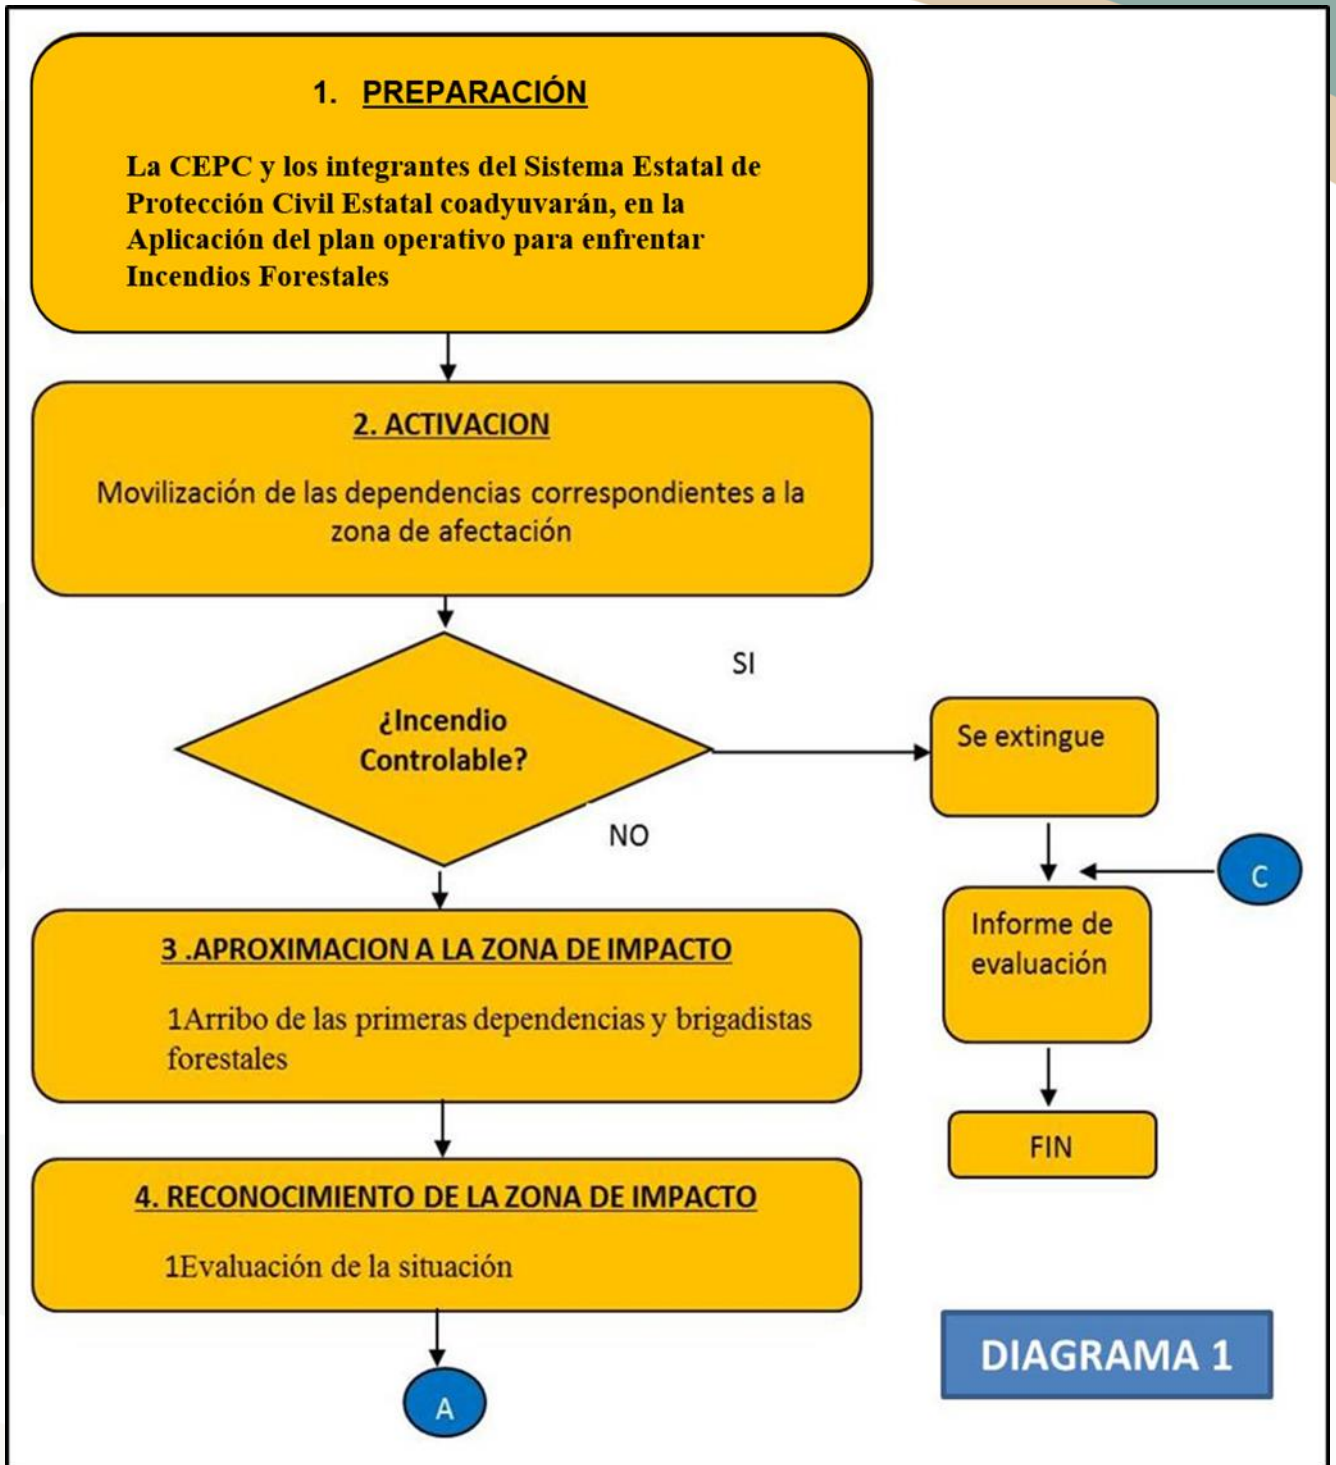 1. PREPARACIÓN
La CEPC y los integrantes del Sistema Estatal de
Protección Civil Estatal coadyuvarán, en la
Aplicación del plan operativo para enfrentar
Incendios Forestales
2. ACTIVACION
Movilización de las dependencias correspondientes a la
zona de afectación
¿Incendio
Controlable?
SI
NO
Se extingue
C
Informe de
evaluación
FIN
3 .APROXIMACION A LA ZONA DE IMPACTO
1Arribo de las primeras dependencias y brigadistas
forestales
4. RECONOCIMIENTO DE LA ZONA DE IMPACTO
1Evaluación de la situación
A
DIAGRAMA 1